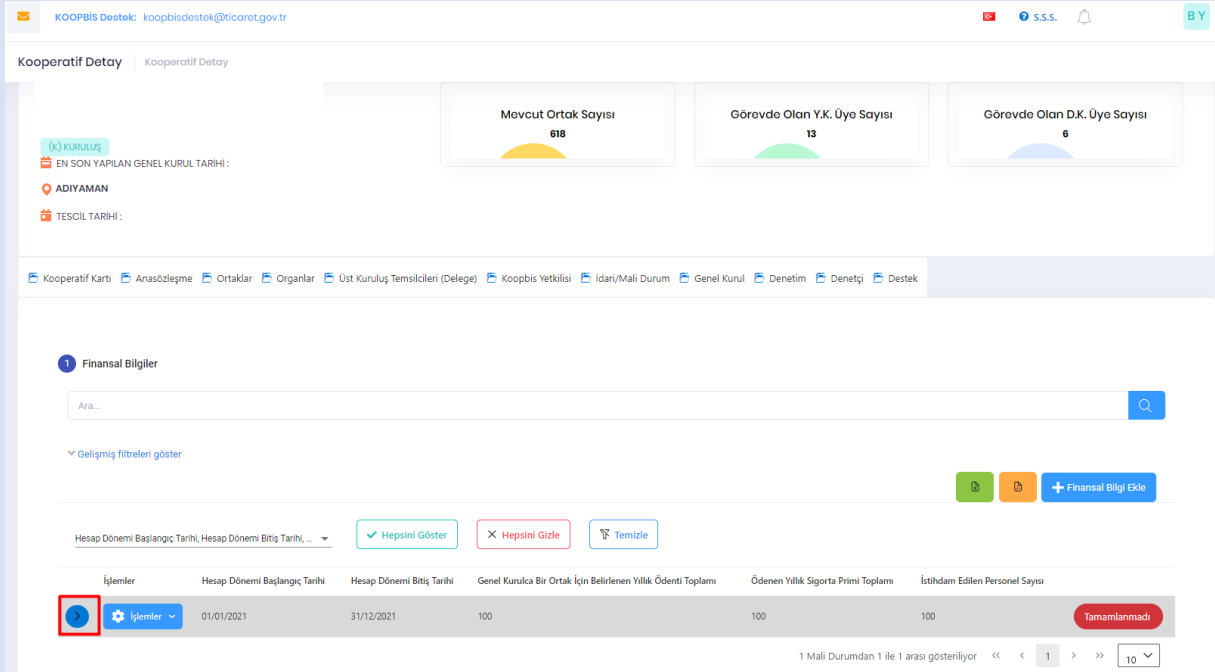 KOOPBİS Destek: koopbisdestek@ticaret.gov.tr
S.S.S.
B Y
Kooperatif Detay
Kooperatif Detay
Mevcut Ortak Sayısı
618
Görevde Olan Y.K. Üye Sayısı
13
Görevde Olan D.K. Üye Sayısı
6
(K) KURULUŞ
EN SON YAPILAN GENEL KURUL TARİHİ :
ADIYAMAN
TESCİL TARİHİ :
Kooperatif Kartı Anasözleşme Ortaklar Organlar Üst Kuruluş Temsilcileri (Delege) Koopbis Yetkilisi İdari/Mali Durum Genel Kurul Denetim Denetçi Destek
1 Finansal Bilgiler
Ara...
Gelişmiş filtreleri göster
Finansal Bilgi Ekle
Hesap Dönemi Başlangıç Tarihi, Hesap Dönemi Bitiş Tarihi, ...
Hepsini Göster
Hepsini Gizle
Temizle
İşlemler Hesap Dönemi Başlangıç Tarihi Hesap Dönemi Bitiş Tarihi Genel Kurulca Bir Ortak İçin Belirlenen Yıllık Ödenti Toplamı Ödenen Yıllık Sigorta Primi Toplamı İstihdam Edilen Personel Sayısı
İşlemler 01/01/2021 31/12/2021 100 100 100 Tamamlanmadı
1 Mali Durumdan 1 ile 1 arası gösteriliyor « ‹ 1 › » 10